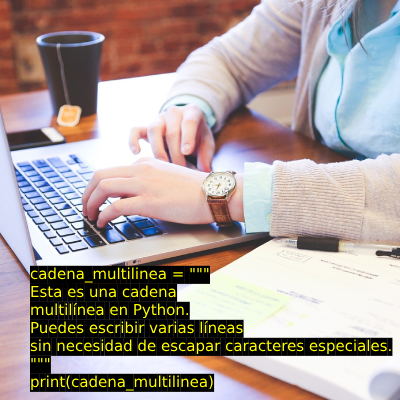 cadena_multilinea = """
Esta es una cadena
multilínea en Python.
Puedes escribir varias líneas
sin necesidad de escapar caracteres especiales.
"""
print(cadena_multilinea)